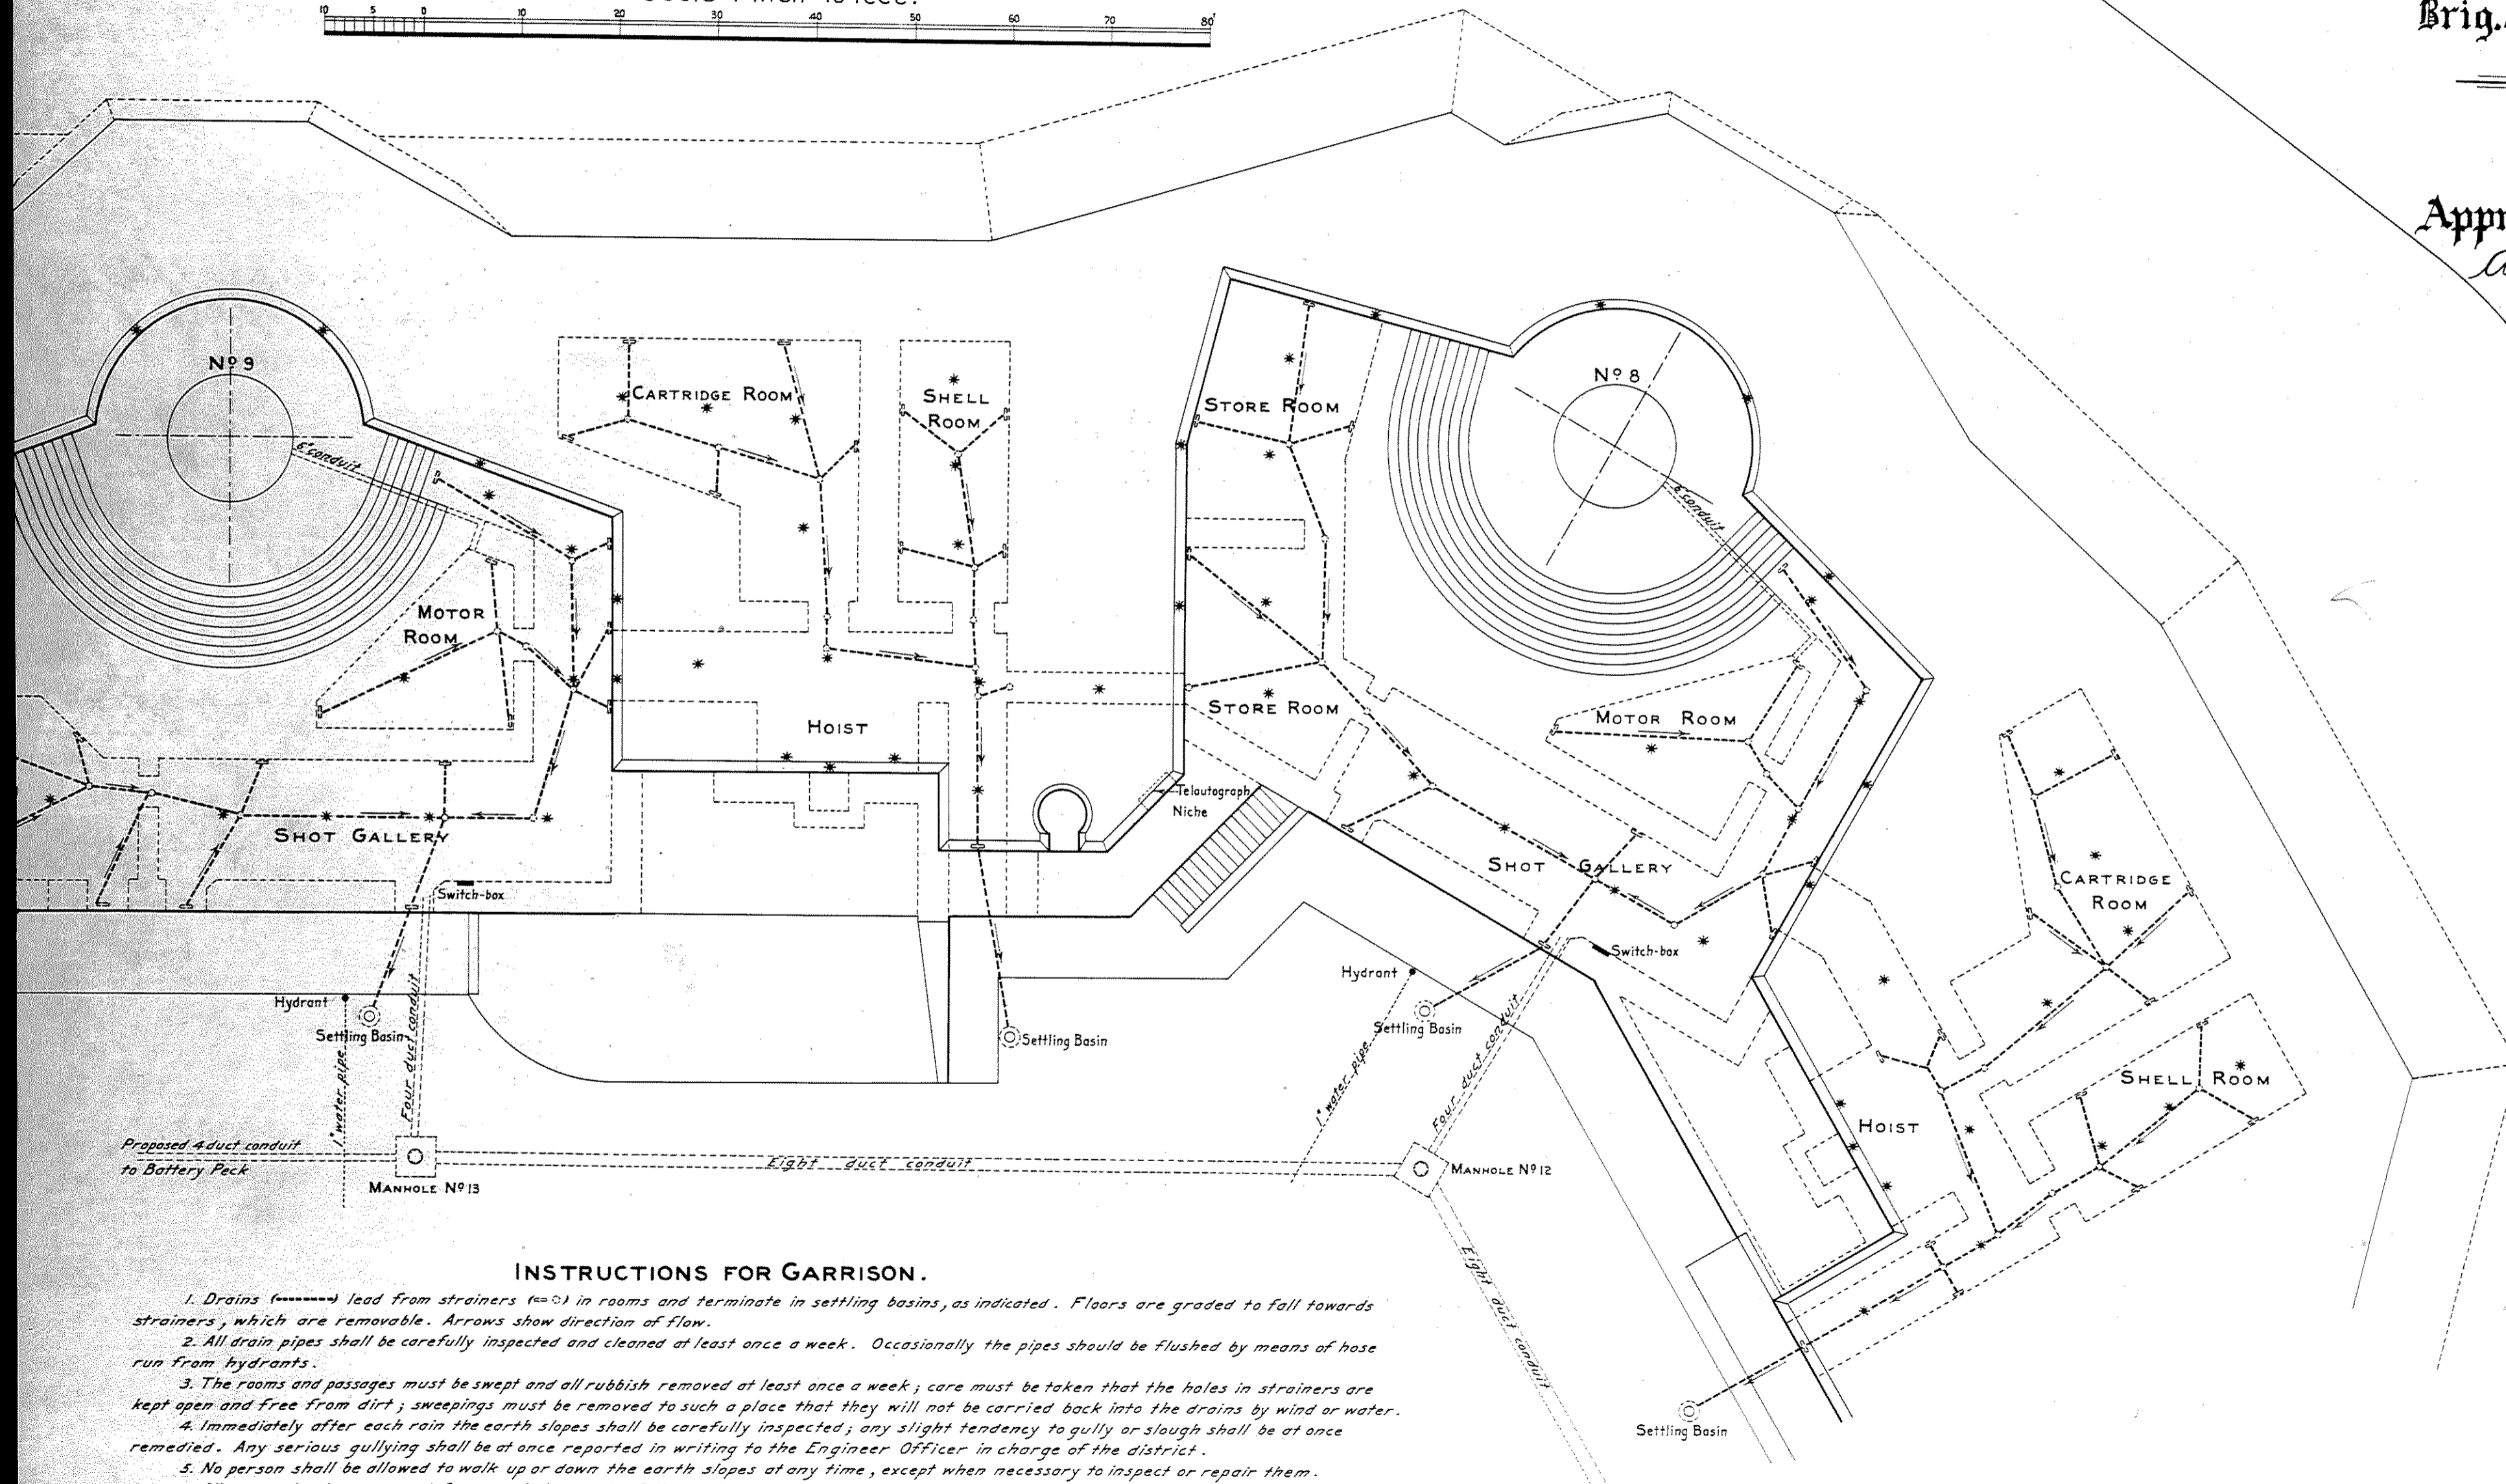 10 5 0 10 20 30 40 50 60 70 80'
Brig.
Nº 9
Nº 8
CARTRIDGE ROOM
SHELL
ROOM
STORE ROOM
6" conduit
6" conduit
MOTOR
ROOM
HOIST
STORE ROOM
MOTOR ROOM
Telautograph
Niche
SHOT GALLERY
SHOT GALLERY
CARTRIDGE
ROOM
Switch-box
Switch-box
Hydrant
Hydrant
Settling Basin
Settling Basin
Settling Basin
1" water pipe
Four duct conduit
1" water pipe
Four duct conduit
SHELL ROOM
HOIST
Proposed 4 duct conduit
to Battery Peck
Eight duct conduit
MANHOLE Nº 13
MANHOLE Nº 12
Eight duct conduit
Settling Basin
INSTRUCTIONS FOR GARRISON.
1. Drains (--------) lead from strainers (   ) in rooms and terminate in settling basins, as indicated. Floors are graded to fall towards
strainers, which are removable. Arrows show direction of flow.
2. All drain pipes shall be carefully inspected and cleaned at least once a week. Occasionally the pipes should be flushed by means of hose
run from hydrants.
3. The rooms and passages must be swept and all rubbish removed at least once a week; care must be taken that the holes in strainers are
kept open and free from dirt; sweepings must be removed to such a place that they will not be carried back into the drains by wind or water.
4. Immediately after each rain the earth slopes shall be carefully inspected; any slight tendency to gully or slough shall be at once
remedied. Any serious gullying shall be at once reported in writing to the Engineer Officer in charge of the district.
5. No person shall be allowed to walk up or down the earth slopes at any time, except when necessary to inspect or repair them.